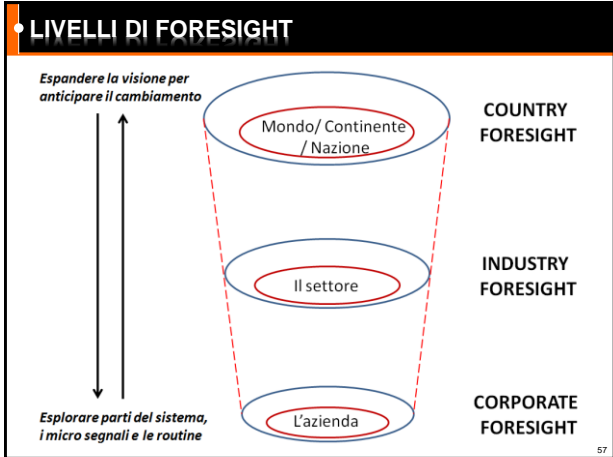 LIVELLI DI FORESIGHT
Espandere la visione per
anticipare il cambiamento
Mondo/ Continente
/ Nazione
COUNTRY
FORESIGHT
Il settore
INDUSTRY
FORESIGHT
Esplorare parti del sistema,
i micro segnali e le routine
L'azienda
CORPORATE
FORESIGHT
57